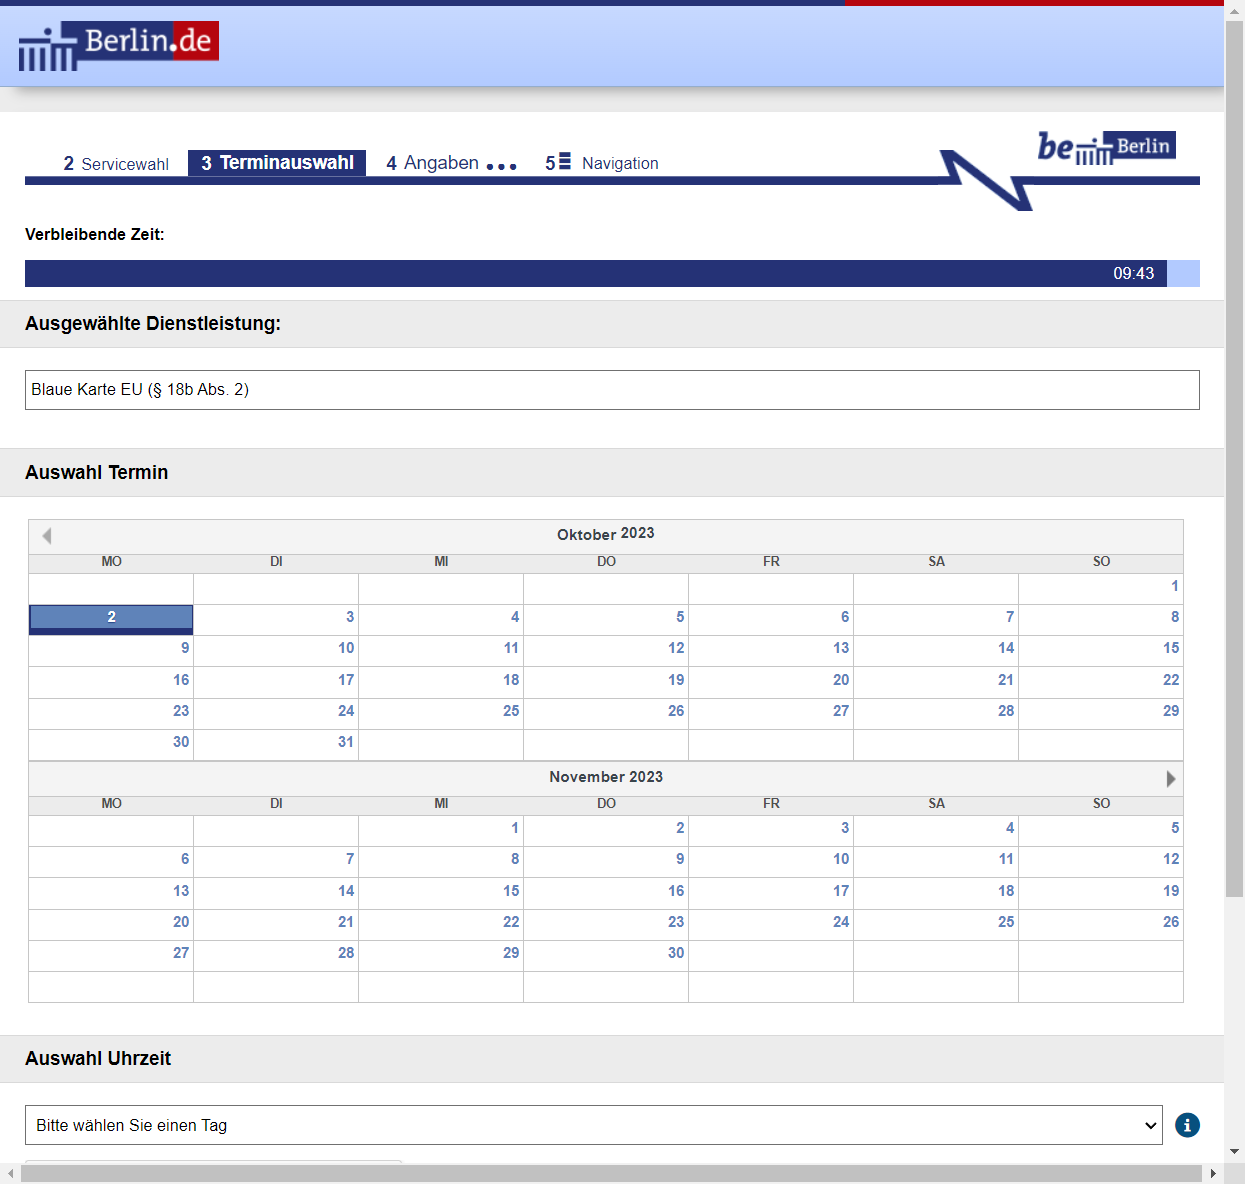 Berlin.de
be Berlin
2 Servicewahl 3 Terminauswahl 4 Angaben 5 Navigation
Verbleibende Zeit:
09:43
Ausgewählte Dienstleistung:
Blaue Karte EU (§ 18b Abs. 2)
Auswahl Termin
Oktober 2023
MO DI MI DO FR SA SO
1
2 3 4 5 6 7 8
9 10 11 12 13 14 15
16 17 18 19 20 21 22
23 24 25 26 27 28 29
30 31
November 2023
MO DI MI DO FR SA SO
1 2 3 4 5
6 7 8 9 10 11 12
13 14 15 16 17 18 19
20 21 22 23 24 25 26
27 28 29 30
Auswahl Uhrzeit
Bitte wählen Sie einen Tag
i